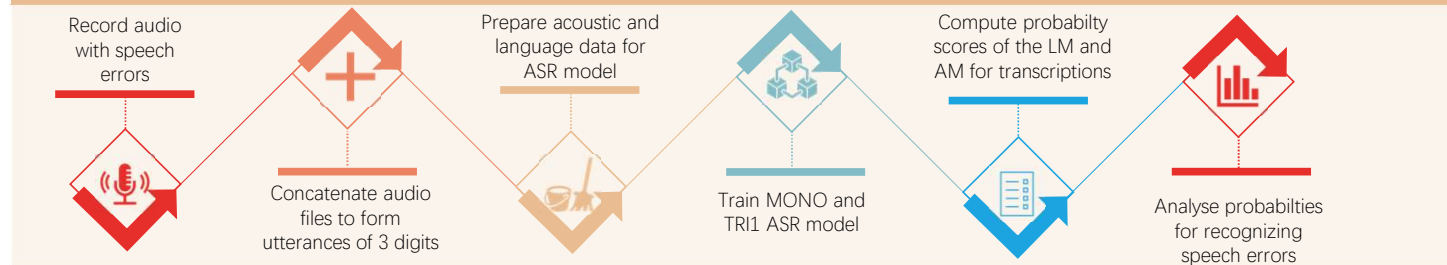 Record audio
with speech
errors
Concatenate audio
files to form
utterances of 3 digits
Prepare acoustic and
language data for
ASR model
Train MONO and
TRI1 ASR model
Compute probabilty
scores of the LM and
AM for transcriptions
Analyse probabilties
for recognizing
speech errors